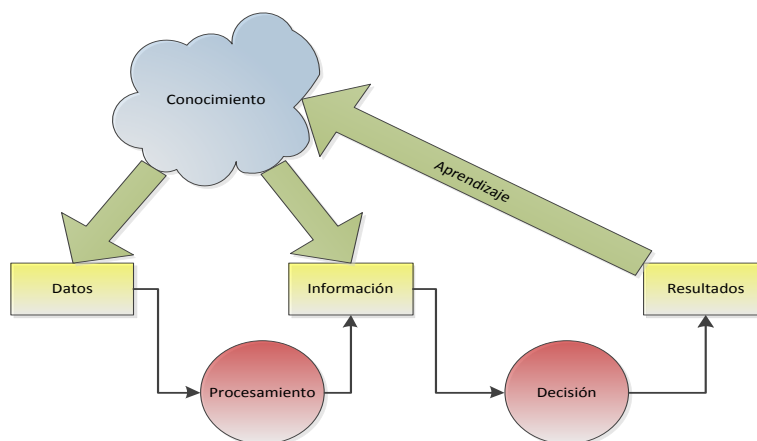 Conocimiento
Aprendizaje
Datos
Información
Resultados
Procesamiento
Decisión